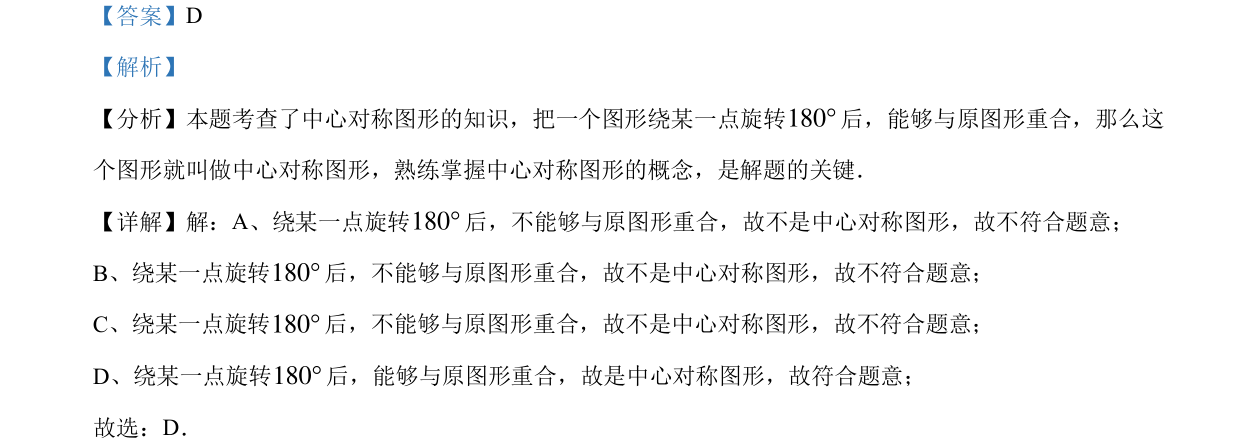 【答案】D
【解析】
【分析】本题考查了中心对称图形的知识，把一个图形绕某一点旋转180°后，能够与原图形重合，那么这
个图形就叫做中心对称图形，熟练掌握中心对称图形的概念，是解题的关键．
【详解】解：A、绕某一点旋转180°后，不能够与原图形重合，故不是中心对称图形，故不符合题意；
B、绕某一点旋转180°后，不能够与原图形重合，故不是中心对称图形，故不符合题意；
C、绕某一点旋转180°后，不能够与原图形重合，故不是中心对称图形，故不符合题意；
D、绕某一点旋转180°后，能够与原图形重合，故是中心对称图形，故符合题意；
故选：D．